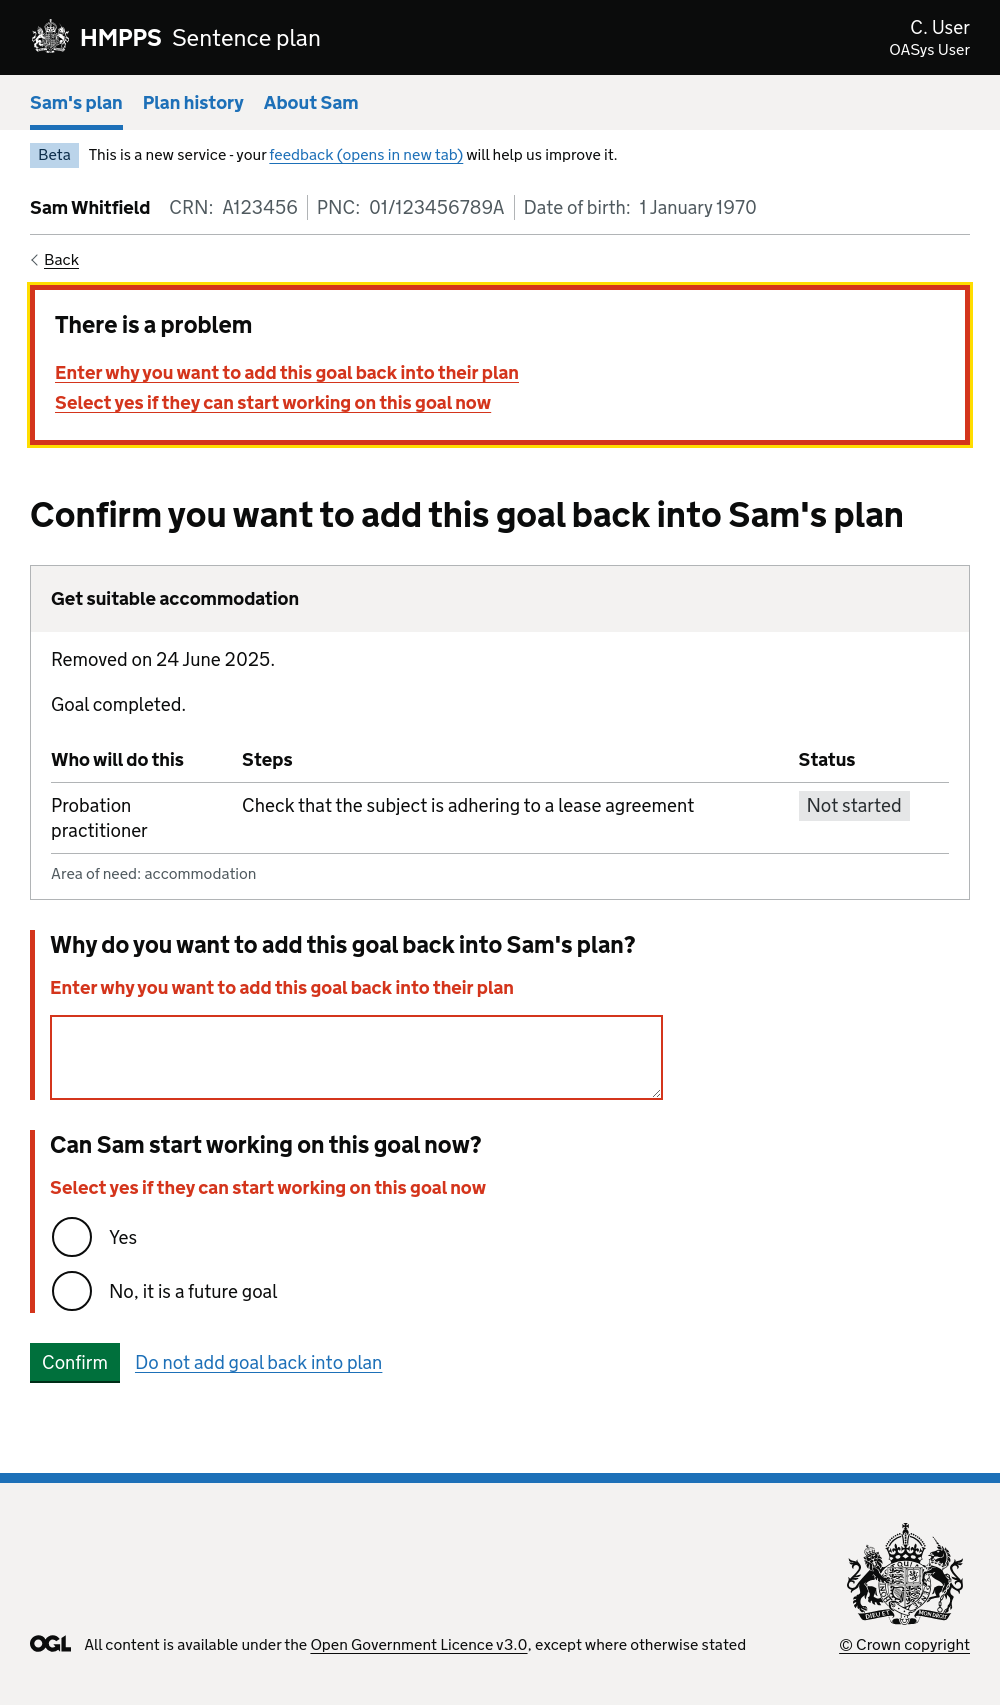 HMPPS Sentence plan
C. User
OASys User
Sam's plan Plan history About Sam
Beta This is a new service - your feedback (opens in new tab) will help us improve it.
Sam Whitfield CRN: A123456 PNC: 01/123456789A Date of birth: 1 January 1970
Back
There is a problem
Enter why you want to add this goal back into their plan
Select yes if they can start working on this goal now
Confirm you want to add this goal back into Sam's plan
Get suitable accommodation
Removed on 24 June 2025.
Goal completed.
Who will do this Steps Status
Probation practitioner Check that the subject is adhering to a lease agreement Not started
Area of need: accommodation
Why do you want to add this goal back into Sam's plan?
Enter why you want to add this goal back into their plan
Can Sam start working on this goal now?
Select yes if they can start working on this goal now
Yes
No, it is a future goal
Confirm Do not add goal back into plan
DIEU ET MON DROIT
OGL All content is available under the Open Government Licence v3.0, except where otherwise stated
© Crown copyright